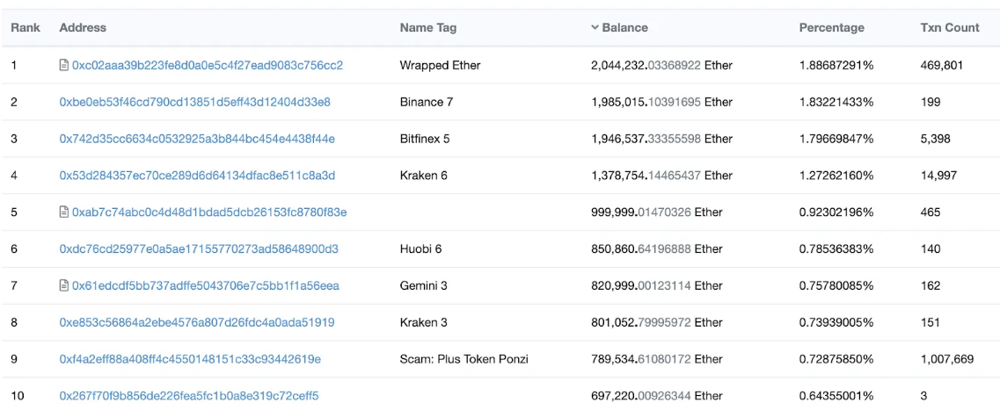 Rank Address Name Tag Balance Percentage Txn Count
1 0xc02aaa39b223fe8d0a0e5c4f27ead9083c756cc2 Wrapped Ether 2,044,232.03368922 Ether 1.88687291% 469,801
2 0xbe0eb53f46cd790cd13851d5eff43d12404d33e8 Binance 7 1,985,015.10391695 Ether 1.83221433% 199
3 0x742d35cc6634c0532925a3b844bc454e4438f44e Bitfinex 5 1,946,537.33355598 Ether 1.79669847% 5,398
4 0x53d284357ec70ce289d6d64134dfac8e511c8a3d Kraken 6 1,378,754.14465437 Ether 1.27262160% 14,997
5 0xab7c74abc0c4d48d1bdad5dcb26153fc8780f83e 999,999.01470326 Ether 0.92302196% 465
6 0xdc76cd25977e0a5ae17155770273ad58648900d3 Huobi 6 850,860.64196888 Ether 0.78536383% 140
7 0x61edcdf5bb737adffe5043706e7c5bb1f1a56eea Gemini 3 820,999.00123114 Ether 0.75780085% 162
8 0xe853c56864a2ebe4576a807d26fdc4a0ada51919 Kraken 3 801,052.79995972 Ether 0.73939005% 151
9 0xf4a2eff88a408ff4c4550148151c33c93442619e Scam: Plus Token Ponzi 789,534.61080172 Ether 0.72875850% 1,007,669
10 0x267f70f9b856de226fea5fc1b0a8e319c72ceff5 697,220.00926344 Ether 0.64355001% 3